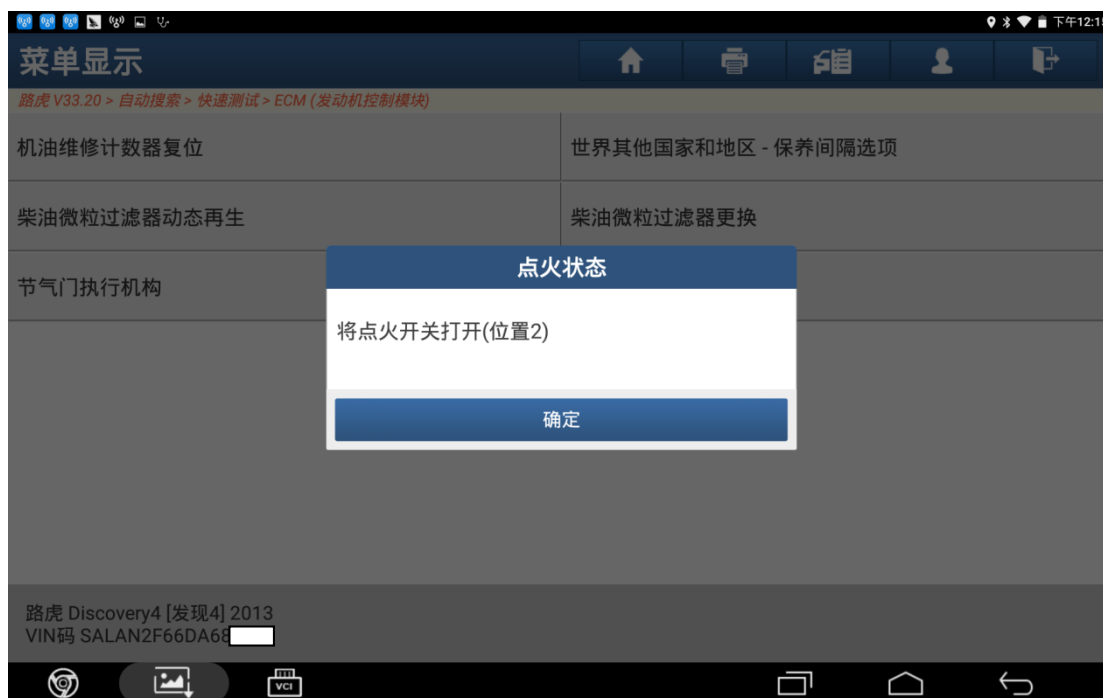 下午12:15
菜单显示
路虎 V33.20 > 自动搜索 > 快速测试 > ECM (发动机控制模块)
机油维修计数器复位
世界其他国家和地区 - 保养间隔选项
柴油微粒过滤器动态再生
柴油微粒过滤器更换
节气门执行机构
点火状态
将点火开关打开(位置2)
确定
路虎 Discovery4 [发现4] 2013
VIN码 SALAN2F66DA68
VCI